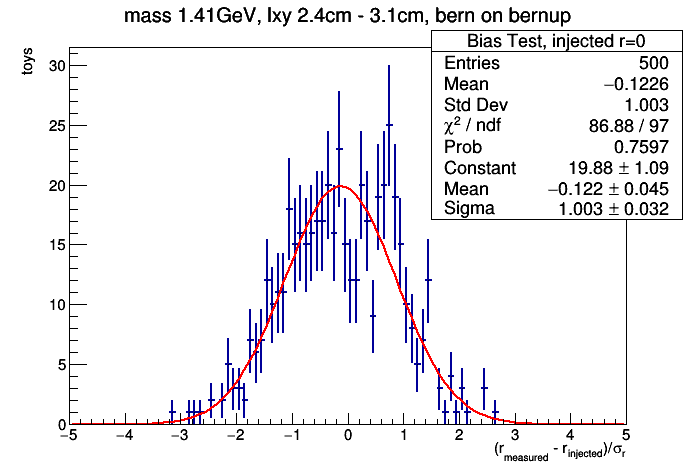 mass 1.41GeV, lxy 2.4cm - 3.1cm, bern on bernup
Bias Test, injected r=0
Entries 500
Mean −0.1226
Std Dev 1.003
χ² / ndf 86.88 / 97
Prob 0.7597
Constant 19.88 ± 1.09
Mean −0.122 ± 0.045
Sigma 1.003 ± 0.032
toys
30
25
20
15
10
5
0
−5 −4 −3 −2 −1 0 1 2 3 4 5
(r_measured - r_injected)/σ_r